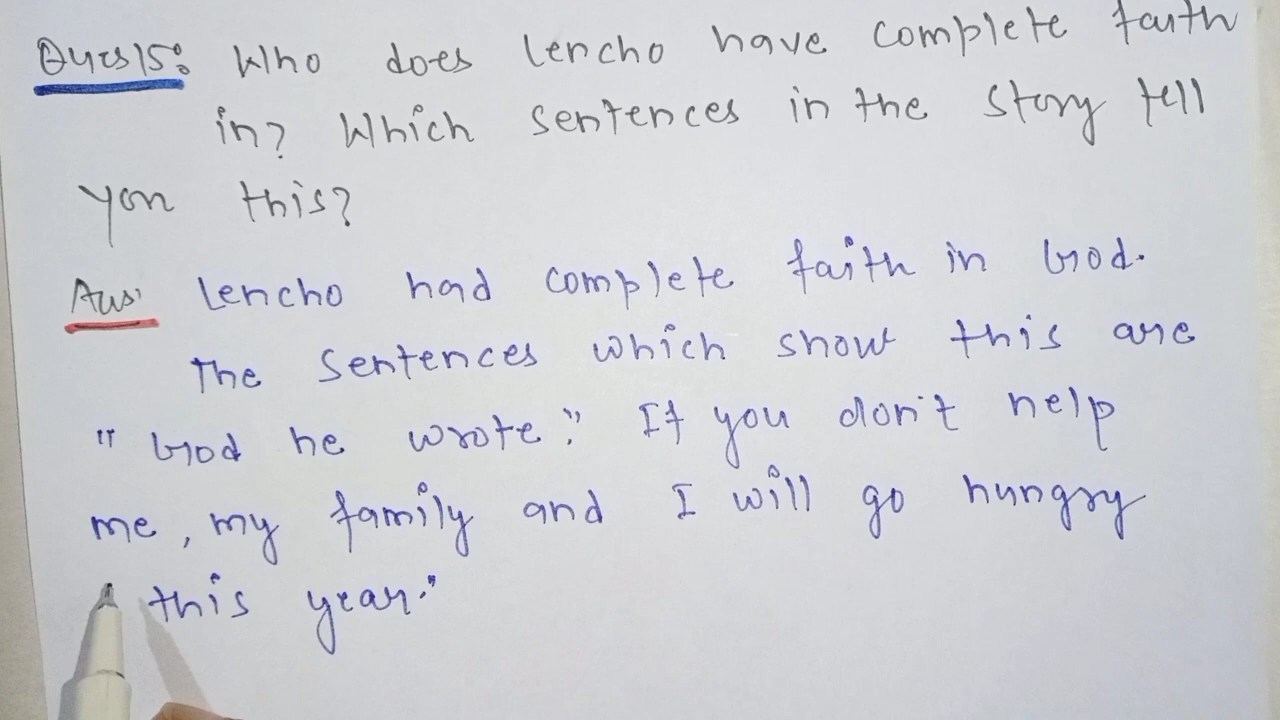 Ques15: Who does Lencho have complete faith
in? Which sentences in the story tell
you this?
Ans: Lencho had complete faith in God.
The sentences which show this are
" God he wrote:" If you don't help
me, my family and I will go hungry
this year."